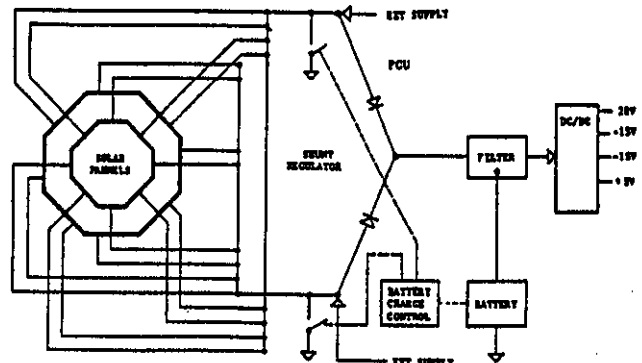 EXT SUPPLY
PCU
SOLAR
PANNELS
SHUNT
REGULATOR
FILTER
DC/DC
28V
+15V
-15V
+5V
BATTERY
CHARGE
CONTROL
BATTERY
EXT SUPPLY